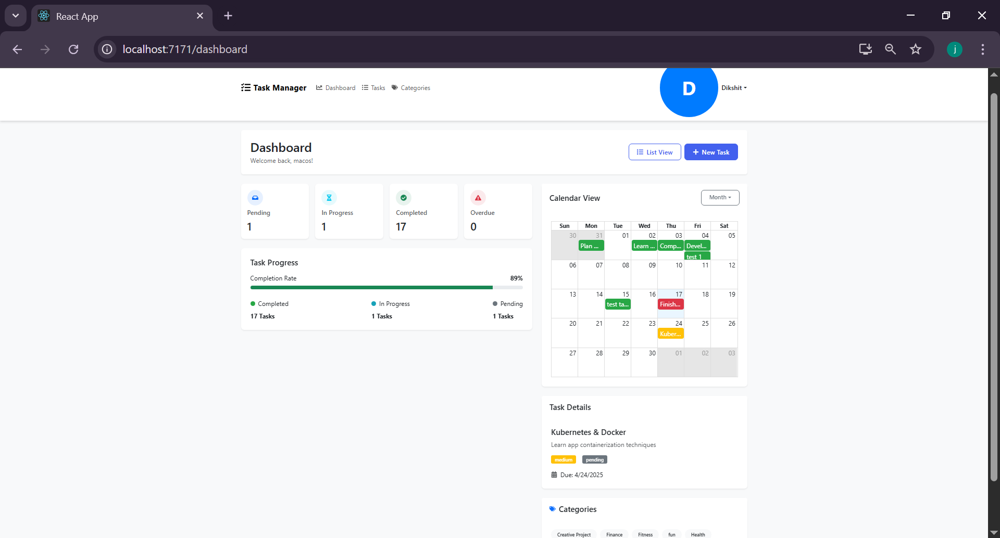 React App
localhost:7171/dashboard
j
Task Manager Dashboard Tasks Categories
D Dikshit
Dashboard
Welcome back, macos!
List View New Task
Pending
1
In Progress
1
Completed
17
Overdue
0
Task Progress
Completion Rate 89%
Completed In Progress Pending
17 Tasks 1 Tasks 1 Tasks
Calendar View Month
Sun Mon Tue Wed Thu Fri Sat
30 31 01 02 03 04 05
Plan ... Learn ... Comp... Devel...
test 1
06 07 08 09 10 11 12
13 14 15 16 17 18 19
test ta... Finish...
20 21 22 23 24 25 26
Kuber...
27 28 29 30 01 02 03
Task Details
Kubernetes & Docker
Learn app containerization techniques
medium pending
Due: 4/24/2025
Categories
Creative Project Finance Fitness fun Health